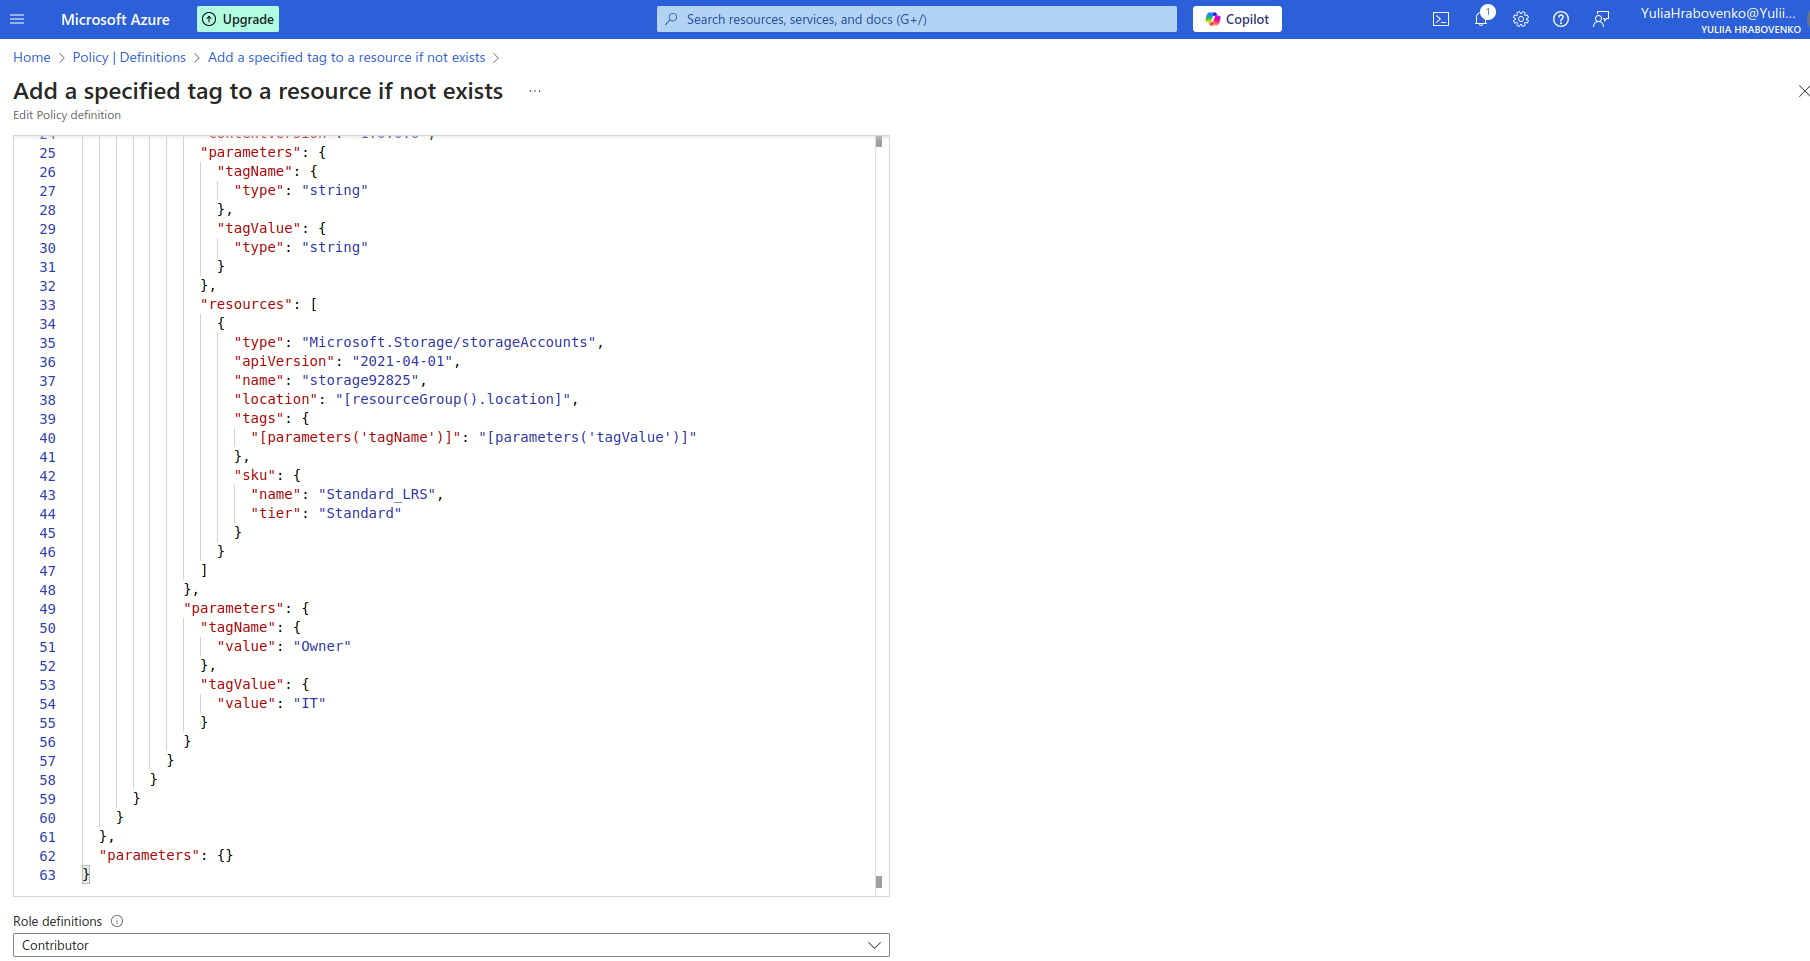 Microsoft Azure
Upgrade
Search resources, services, and docs (G+/)
Copilot
1
YuliaHrabovenko@Yulii...
YULIIA HRABOVENKO
Home > Policy | Definitions > Add a specified tag to a resource if not exists >
Add a specified tag to a resource if not exists ...
Edit Policy definition
24 "contentVersion": "1.0.0.0",
25 "parameters": {
26 "tagName": {
27 "type": "string"
28 },
29 "tagValue": {
30 "type": "string"
31 }
32 },
33 "resources": [
34 {
35 "type": "Microsoft.Storage/storageAccounts",
36 "apiVersion": "2021-04-01",
37 "name": "storage92825",
38 "location": "[resourceGroup().location]",
39 "tags": {
40 "[parameters('tagName')]": "[parameters('tagValue')]"
41 },
42 "sku": {
43 "name": "Standard_LRS",
44 "tier": "Standard"
45 }
46 }
47 ]
48 },
49 "parameters": {
50 "tagName": {
51 "value": "Owner"
52 },
53 "tagValue": {
54 "value": "IT"
55 }
56 }
57 }
58 }
59 }
60 }
61 },
62 "parameters": {}
63 }
Role definitions
Contributor